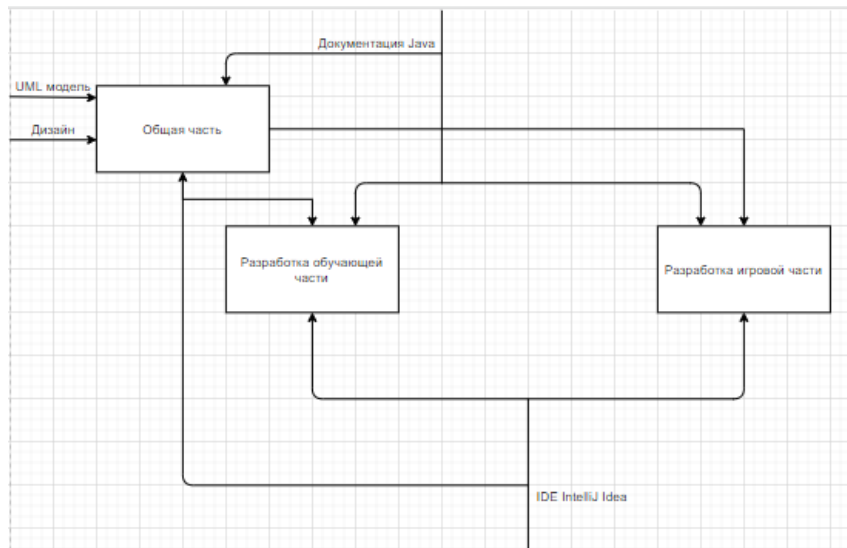 Документация Java
UML модель
Дизайн
Общая часть
Разработка обучающей
части
Разработка игровой части
IDE IntelliJ Idea